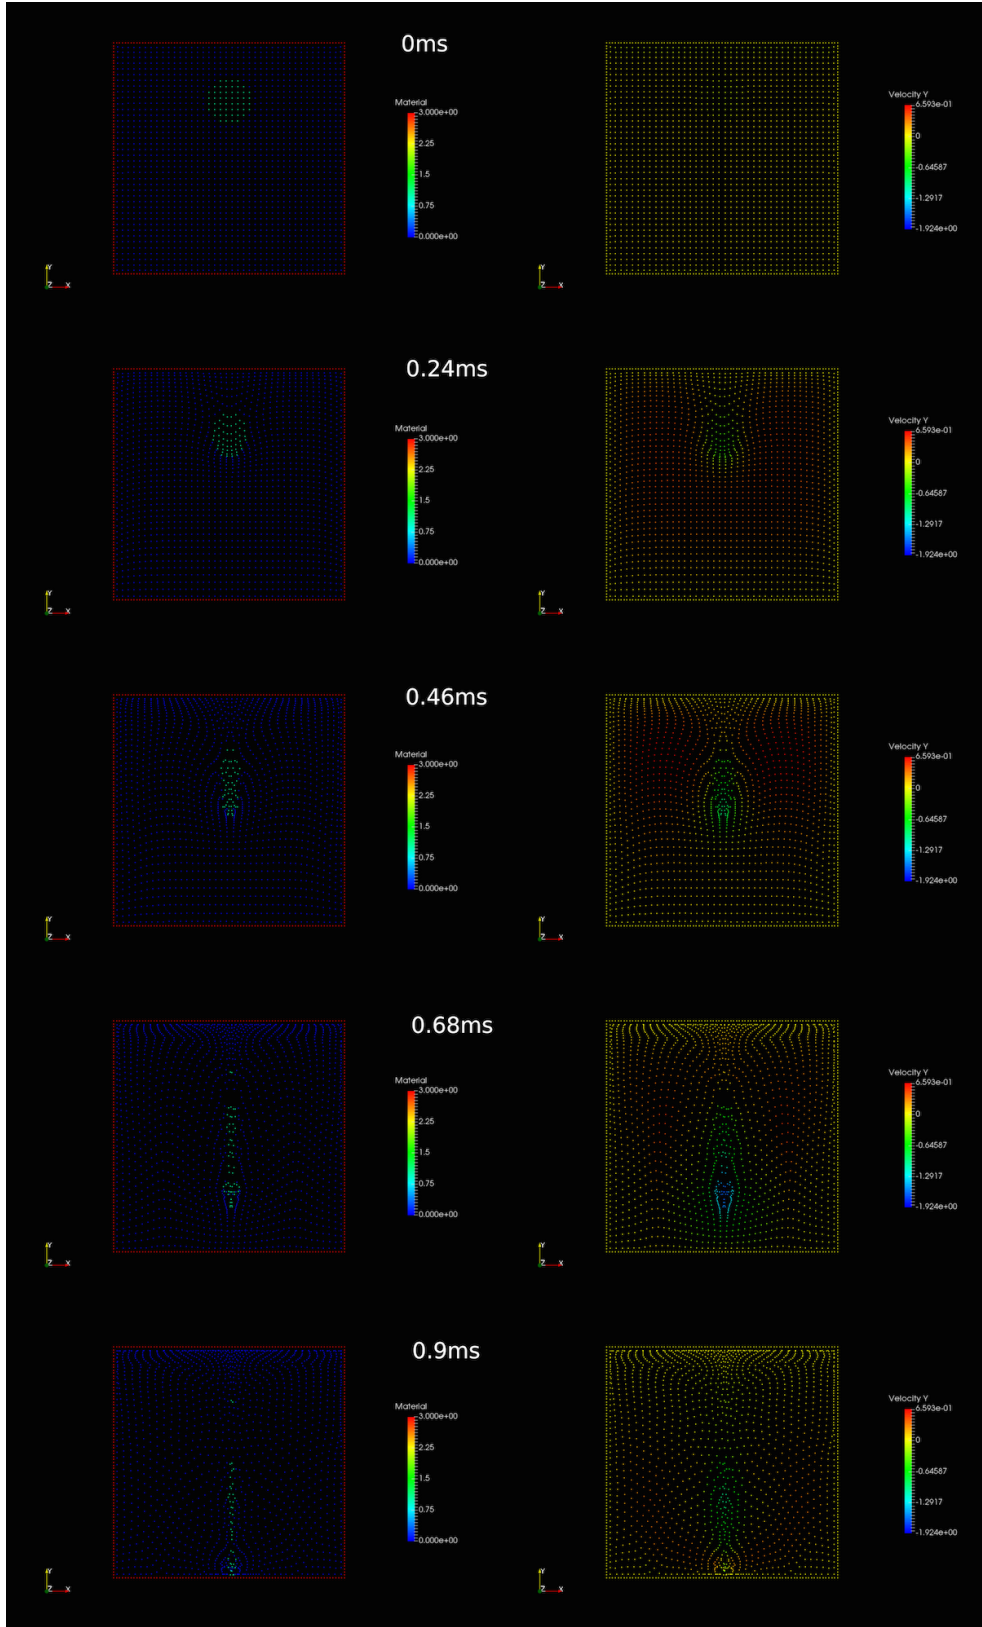 0ms
Material
3.000e+00
2.25
1.5
0.75
0.000e+00
Y
Z X
Velocity Y
6.593e-01
0
-0.64587
-1.2917
-1.924e+00
Y
Z X
0.24ms
Material
3.000e+00
2.25
1.5
0.75
0.000e+00
Y
Z X
Velocity Y
6.593e-01
0
-0.64587
-1.2917
-1.924e+00
Y
Z X
0.46ms
Material
3.000e+00
2.25
1.5
0.75
0.000e+00
Y
Z X
Velocity Y
6.593e-01
0
-0.64587
-1.2917
-1.924e+00
Y
Z X
0.68ms
Material
3.000e+00
2.25
1.5
0.75
0.000e+00
Y
Z X
Velocity Y
6.593e-01
0
-0.64587
-1.2917
-1.924e+00
Y
Z X
0.9ms
Material
3.000e+00
2.25
1.5
0.75
0.000e+00
Y
Z X
Velocity Y
6.593e-01
0
-0.64587
-1.2917
-1.924e+00
Y
Z X